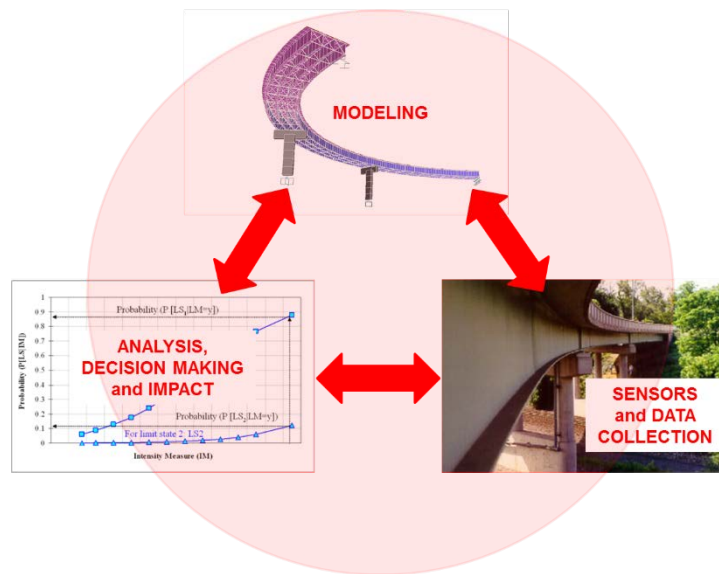 MODELING
1
0.9
0.8
0.7
0.6
0.5
0.4
0.3
0.2
0.1
0
Probability (P[LS|IM])
Probability (P [LS₁|LM=y])
ANALYSIS,
DECISION MAKING
and IMPACT
Probability (P [LS₂|LM=y])
For limit state 2: LS2
Intensity Measure (IM)
SENSORS
and DATA
COLLECTION